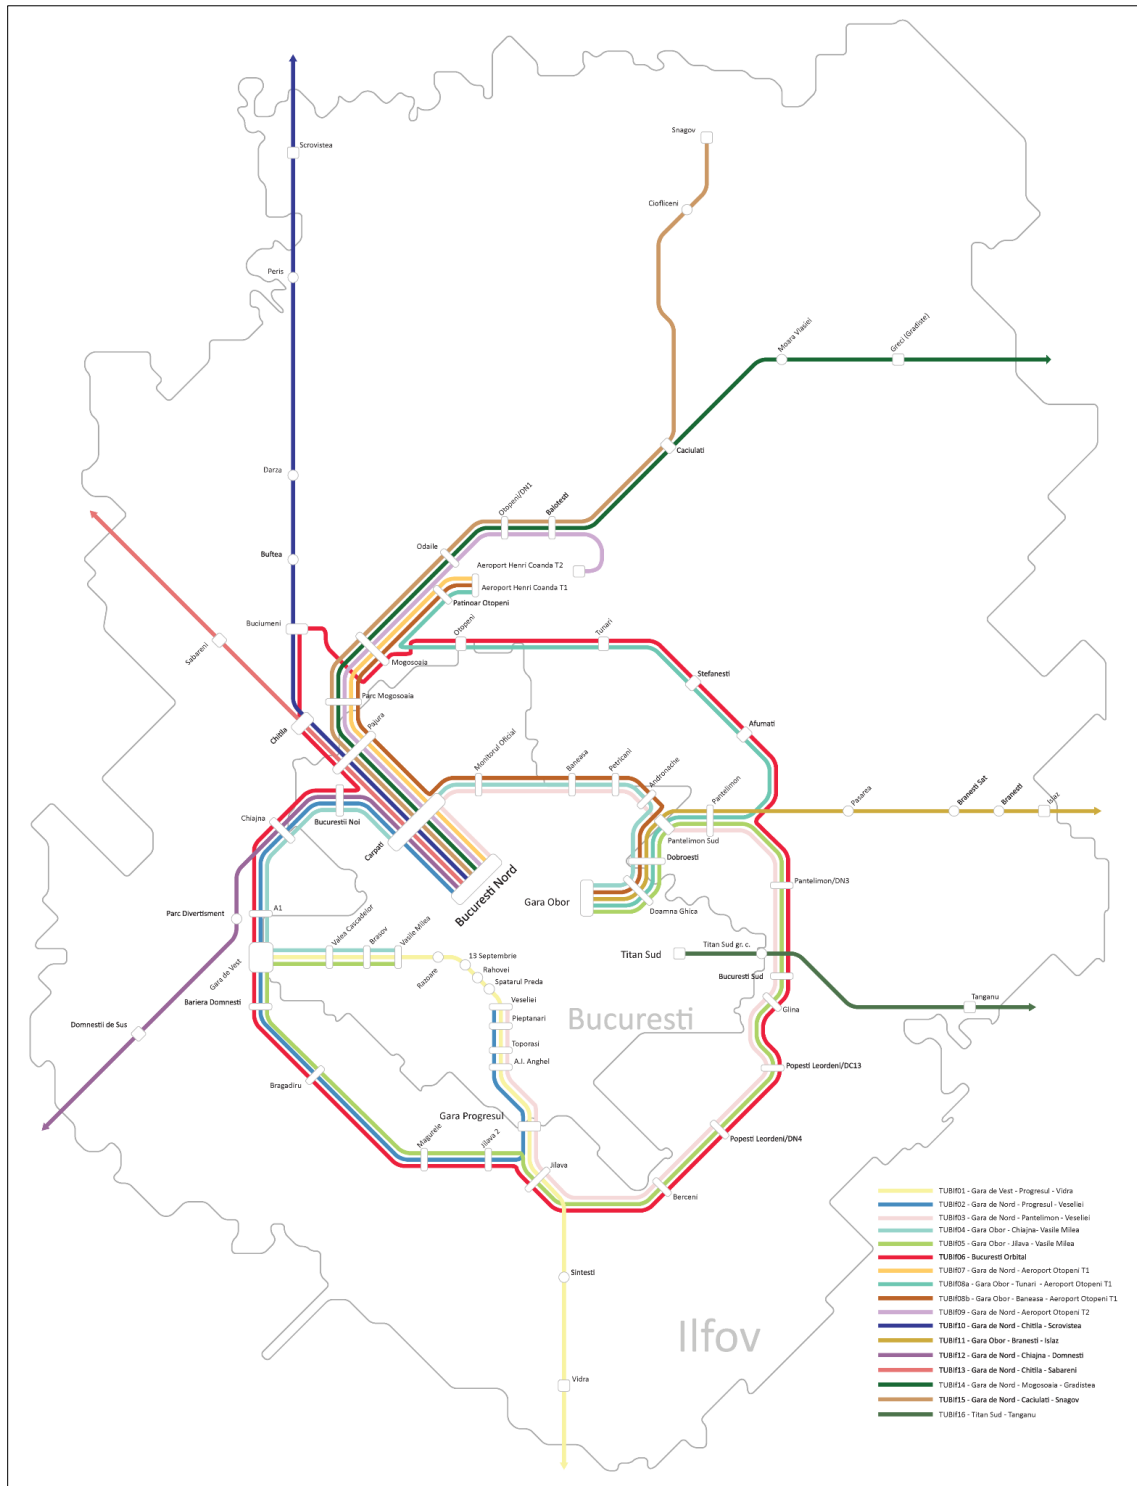 Scrovistea
Snagov
Ciofliceni
Peris
Moara Vlasiei
Greci (Gradiste)
Caciulati
Darza
Otopeni/DN1
Balotesti
Odaile
Buftea
Aeroport Henri Coanda T2
Aeroport Henri Coanda T1
Patinoar Otopeni
Buciumeni
Otopeni
Tunari
Sabareni
Mogosoaia
Stefanesti
Parc Mogosoaia
Chitila
Pajura
Afumati
Monitorul Oficial
Baneasa
Petricani
Andronache
Pantelimon
Pasarea
Branesti Sat
Branesti
Islaz
Chiajna
Bucurestii Noi
Carpati
Pantelimon Sud
Dobroesti
Bucuresti Nord
Pantelimon/DN3
Gara Obor
Doamna Ghica
Parc Divertisment
A1
Valea Cascadelor
Brasov
Vasile Milea
Gara de Vest
Razoare
13 Septembrie
Rahovei
Spatarul Preda
Titan Sud
Titan Sud gr. c.
Bucuresti Sud
Bariera Domnesti
Veseliei
Pieptanari
Bucuresti
Glina
Tanganu
Domnestii de Sus
Toporasi
A.I. Anghel
Bragadiru
Popesti Leordeni/DC13
Gara Progresul
Magurele
Jilava 2
Jilava
Popesti Leordeni/DN4
Berceni
Sintesti
Ilfov
Vidra
TUBIf01 - Gara de Vest - Progresul - Vidra
TUBIf02 - Gara de Nord - Progresul - Veseliei
TUBIf03 - Gara de Nord - Pantelimon - Veseliei
TUBIf04 - Gara Obor - Chiajna- Vasile Milea
TUBIf05 - Gara Obor - Jilava - Vasile Milea
TUBIf06 - Bucuresti Orbital
TUBIf07 - Gara de Nord - Aeroport Otopeni T1
TUBIf08a - Gara Obor - Tunari - Aeroport Otopeni T1
TUBIf08b - Gara Obor - Baneasa - Aeroport Otopeni T1
TUBIf09 - Gara de Nord - Aeroport Otopeni T2
TUBIf10 - Gara de Nord - Chitila - Scrovistea
TUBIf11 - Gara Obor - Branesti - Islaz
TUBIf12 - Gara de Nord - Chiajna - Domnesti
TUBIf13 - Gara de Nord - Chitila - Sabareni
TUBIf14 - Gara de Nord - Mogosoaia - Gradistea
TUBIf15 - Gara de Nord - Caciulati - Snagov
TUBIf16 - Titan Sud - Tanganu